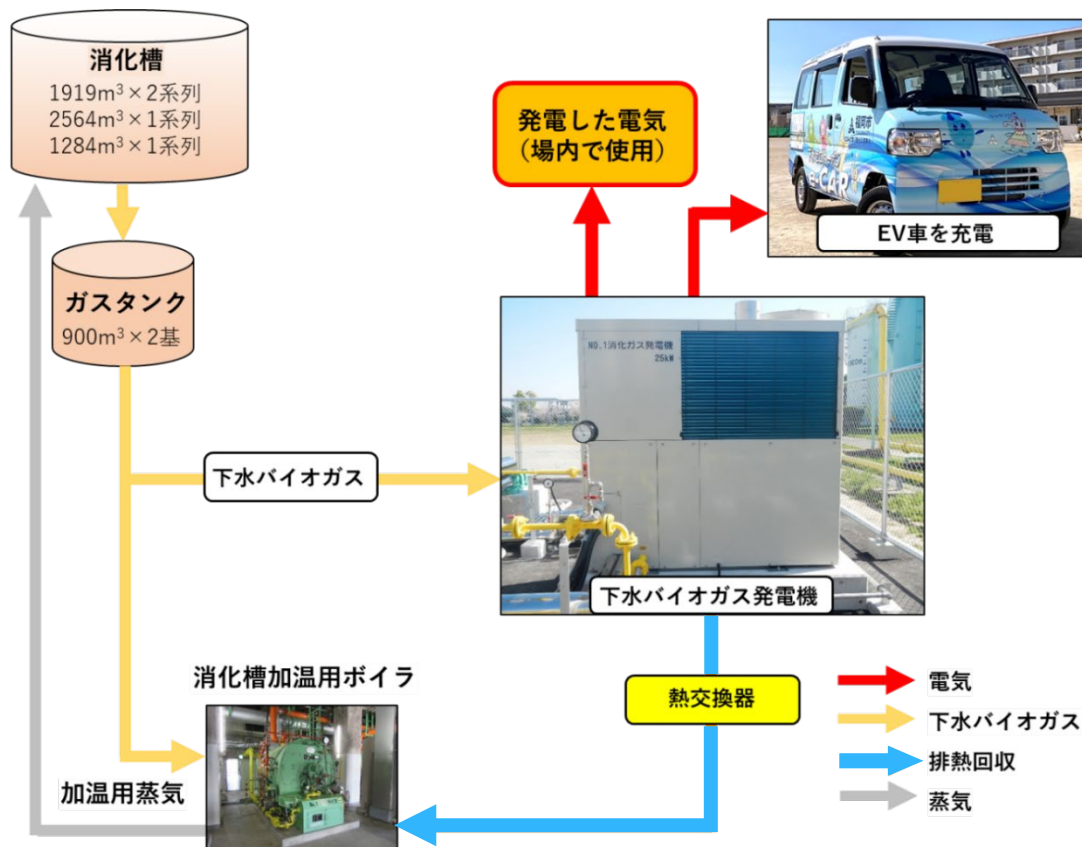 消化槽
1919m³×2系列
2564m³×1系列
1284m³×1系列
ガスタンク
900m³×2基
発電した電気
（場内で使用）
福岡市
CAR
EV車を充電
NO.1消化ガス発電機
25kW
下水バイオガス
下水バイオガス発電機
消化槽加温用ボイラ
熱交換器
加温用蒸気
電気
下水バイオガス
排熱回収
蒸気